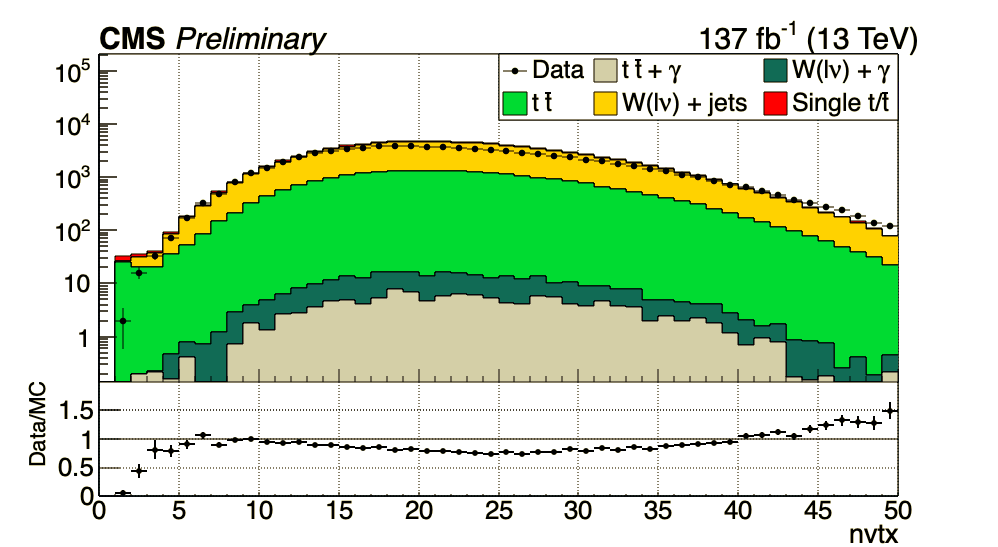 CMS Preliminary 137 fb⁻¹ (13 TeV)
Data t t̄ + γ W(lν) + γ
t t̄ W(lν) + jets Single t/t̄
10⁵
10⁴
10³
10²
10
1
Data/MC
1.5
1
0.5
0
0 5 10 15 20 25 30 35 40 45 50
nvtx